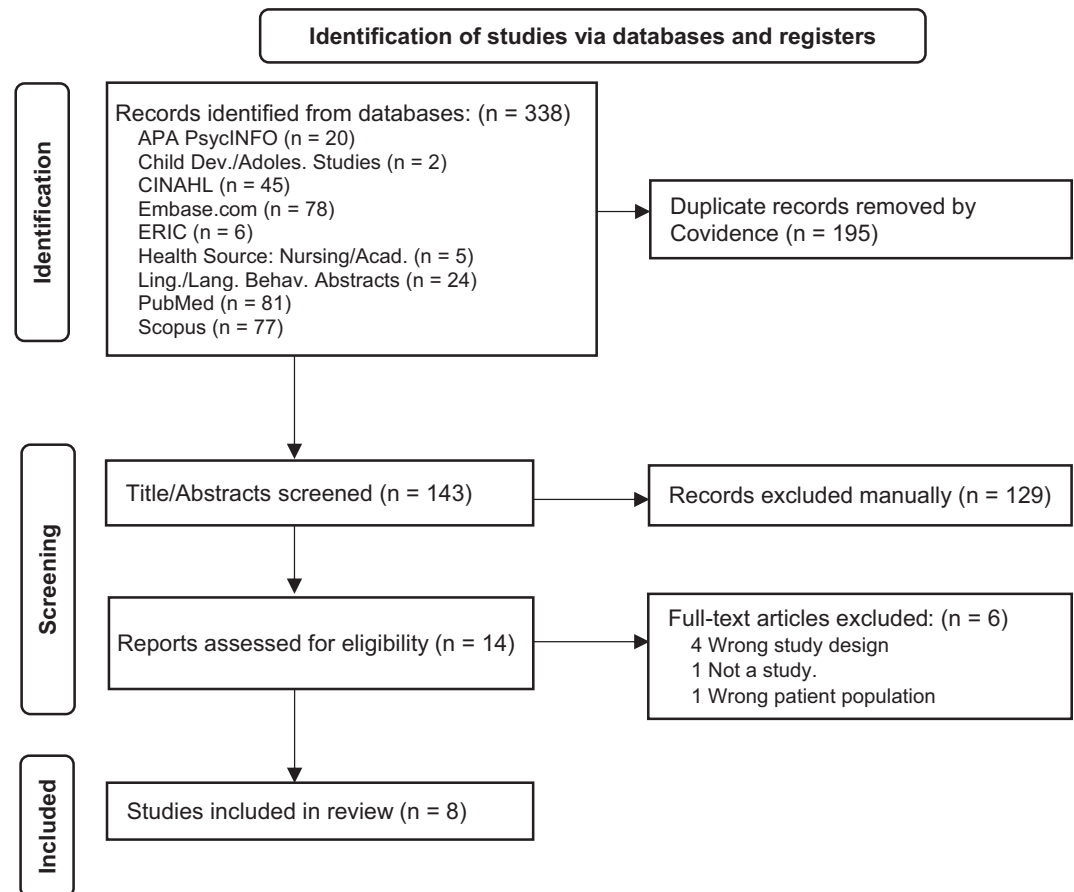 Identification of studies via databases and registers
Identification
Records identified from databases: (n = 338)
APA PsycINFO (n = 20)
Child Dev./Adoles. Studies (n = 2)
CINAHL (n = 45)
Embase.com (n = 78)
ERIC (n = 6)
Health Source: Nursing/Acad. (n = 5)
Ling./Lang. Behav. Abstracts (n = 24)
PubMed (n = 81)
Scopus (n = 77)
Duplicate records removed by
Covidence (n = 195)
Screening
Title/Abstracts screened (n = 143)
Records excluded manually (n = 129)
Reports assessed for eligibility (n = 14)
Full-text articles excluded: (n = 6)
4 Wrong study design
1 Not a study.
1 Wrong patient population
Included
Studies included in review (n = 8)